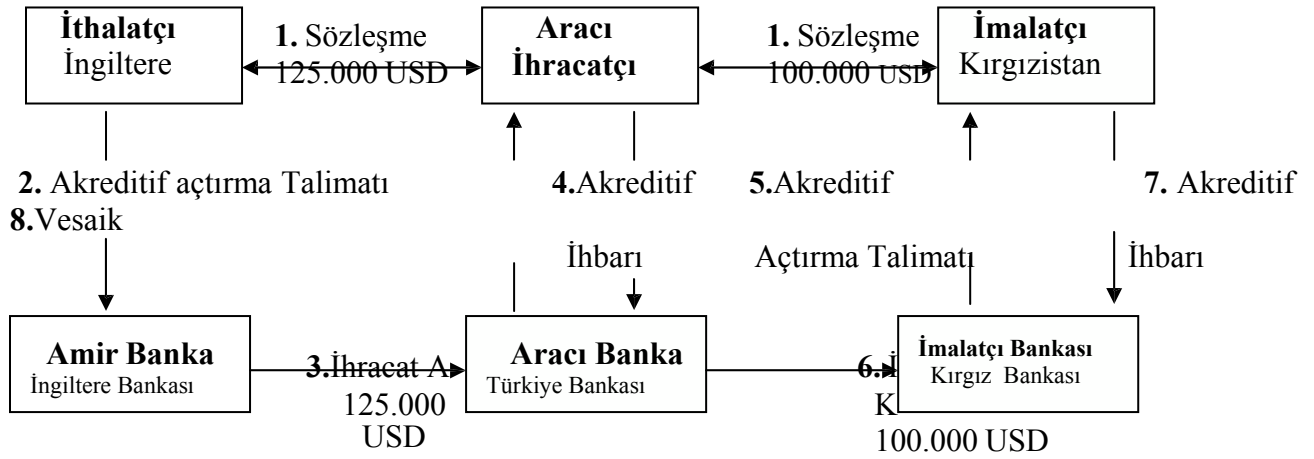 İthalatçı
İngiltere
1. Sözleşme
125.000 USD
Aracı
İhracatçı
1. Sözleşme
100.000 USD
İmalatçı
Kırgızistan
2. Akreditif açtırma Talimatı
8.Vesaik
4.Akreditif
5.Akreditif
7. Akreditif
İhbarı
Açtırma Talimatı
İhbarı
Amir Banka
İngiltere Bankası
3.İhracat A
125.000
USD
Aracı Banka
Türkiye Bankası
6.İ
K
100.000 USD
İmalatçı Bankası
Kırgız Bankası